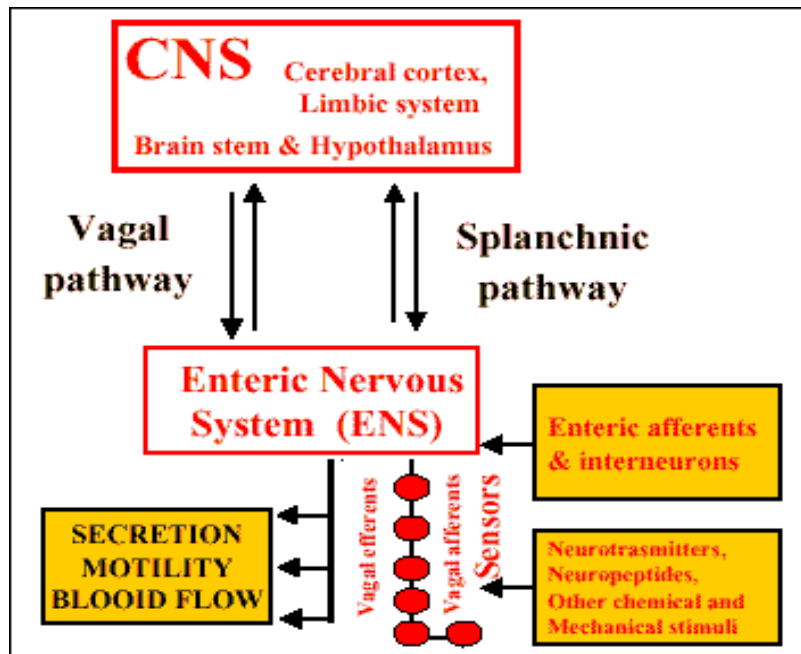 CNS
Cerebral cortex,
Limbic system
Brain stem & Hypothalamus
Vagal
pathway
Splanchnic
pathway
Enteric Nervous
System (ENS)
Enteric afferents
& interneurons
SECRETION
MOTILITY
BLOOID FLOW
Vagal efferents
Vagal afferents
Sensors
Neurotrasmitters,
Neuropeptides,
Other chemical and
Mechanical stimuli